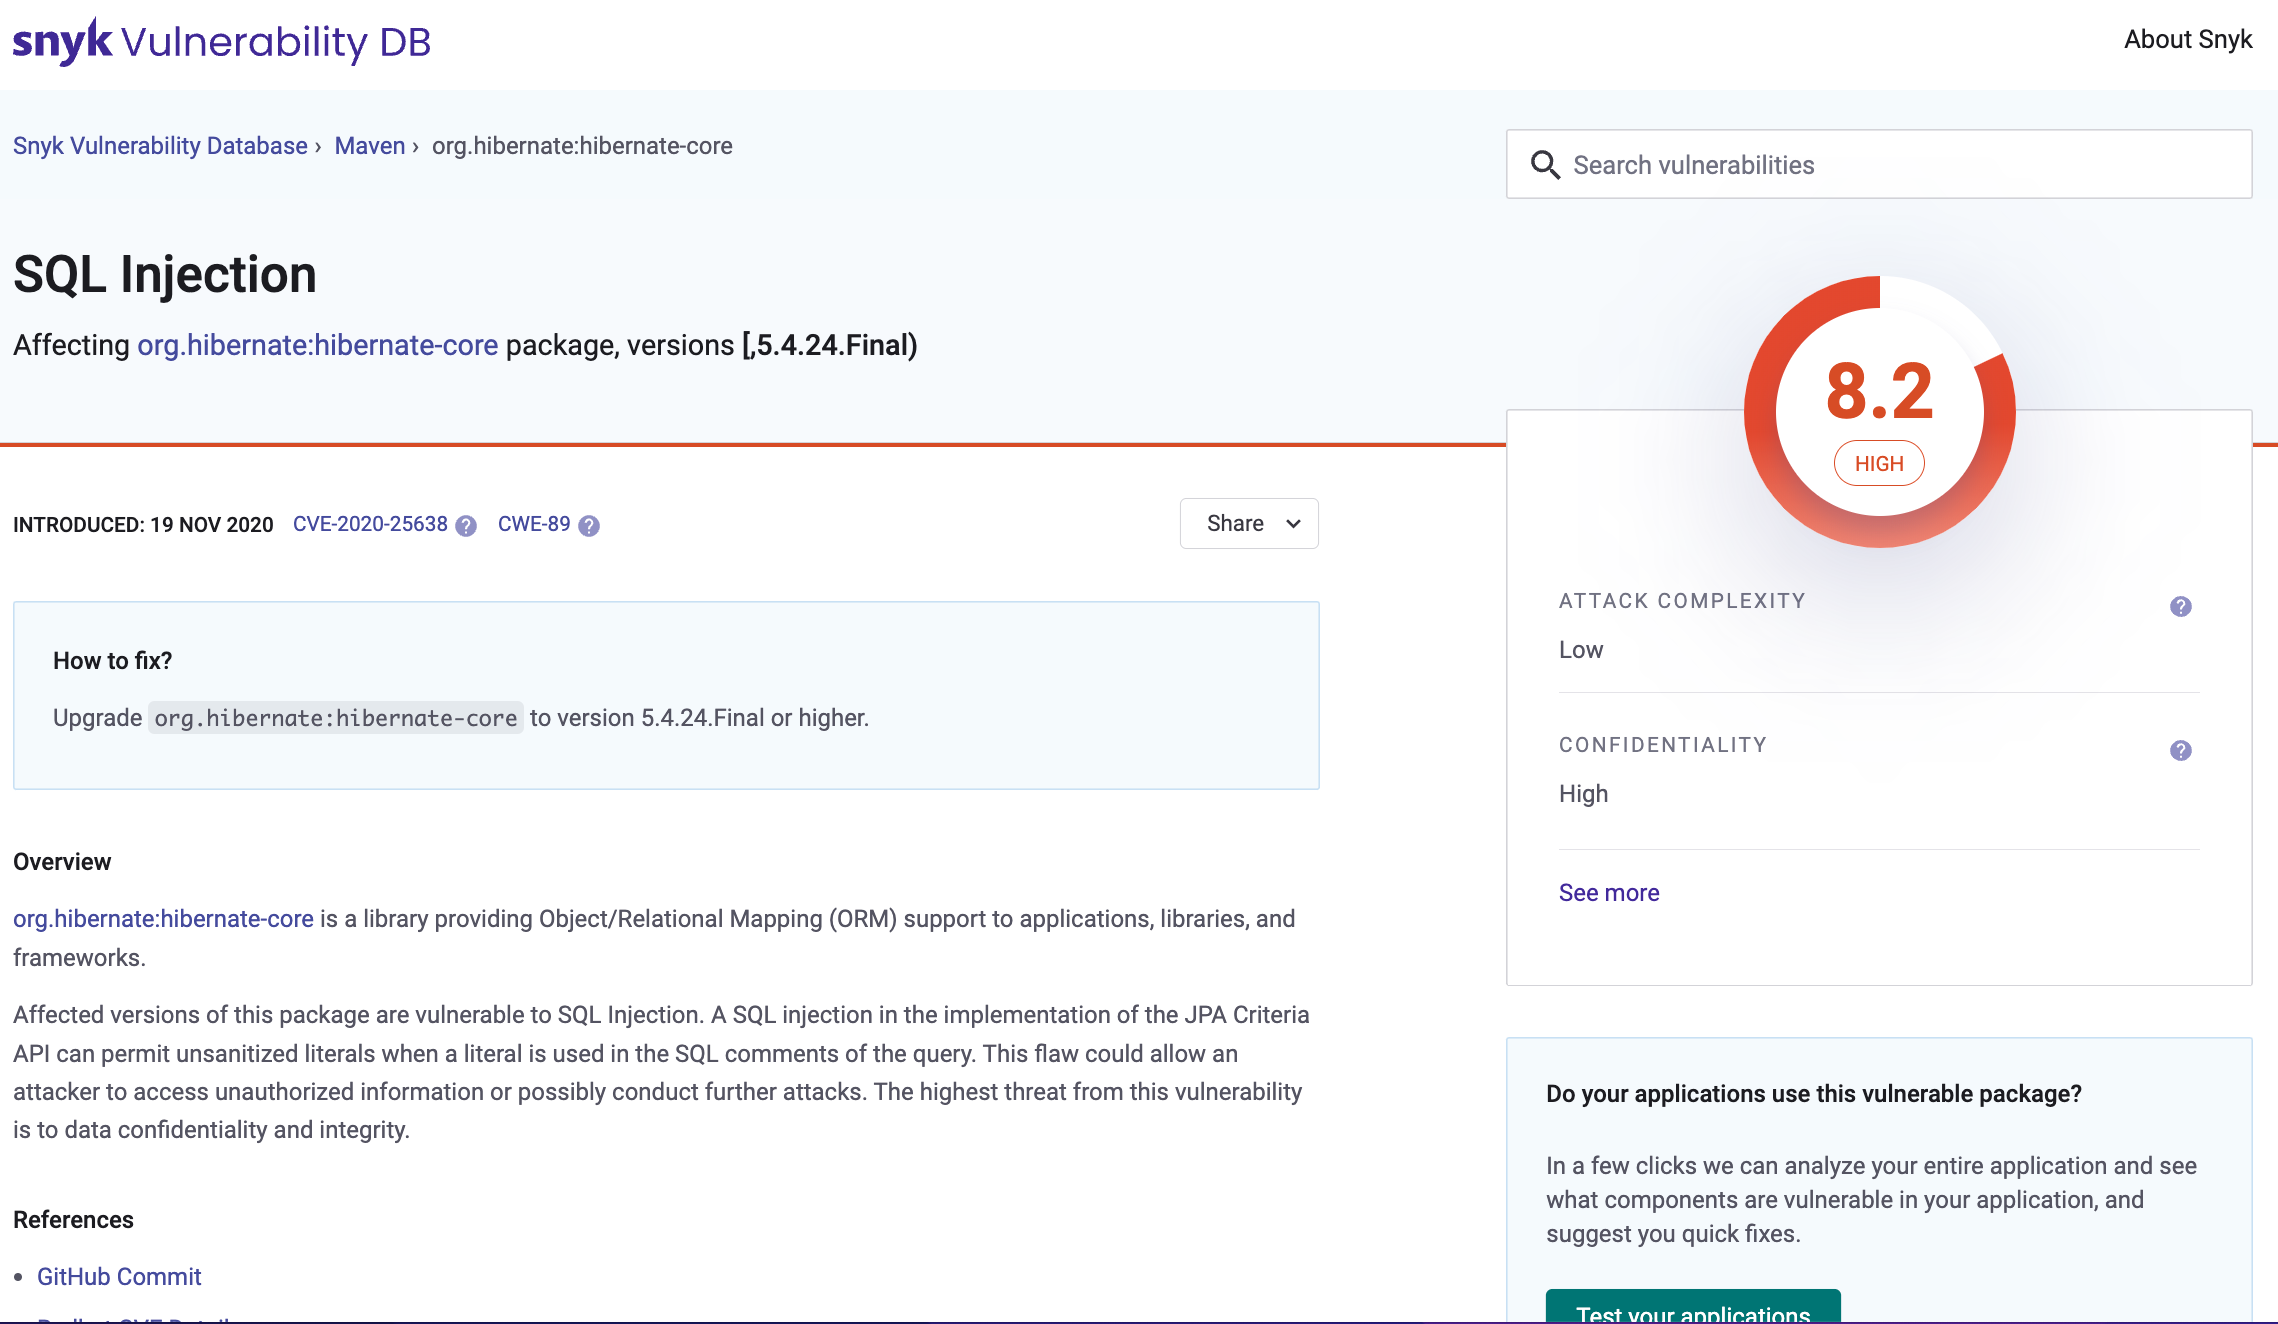 snyk Vulnerability DB
About Snyk
Snyk Vulnerability Database › Maven › org.hibernate:hibernate-core
Search vulnerabilities
SQL Injection
Affecting org.hibernate:hibernate-core package, versions [,5.4.24.Final)
8.2
HIGH
INTRODUCED: 19 NOV 2020 CVE-2020-25638 ? CWE-89 ?
Share
How to fix?
Upgrade org.hibernate:hibernate-core to version 5.4.24.Final or higher.
Overview
org.hibernate:hibernate-core is a library providing Object/Relational Mapping (ORM) support to applications, libraries, and
frameworks.
Affected versions of this package are vulnerable to SQL Injection. A SQL injection in the implementation of the JPA Criteria
API can permit unsanitized literals when a literal is used in the SQL comments of the query. This flaw could allow an
attacker to access unauthorized information or possibly conduct further attacks. The highest threat from this vulnerability
is to data confidentiality and integrity.
References
• GitHub Commit
ATTACK COMPLEXITY ?
Low
CONFIDENTIALITY ?
High
See more
Do your applications use this vulnerable package?
In a few clicks we can analyze your entire application and see
what components are vulnerable in your application, and
suggest you quick fixes.
Test your applications